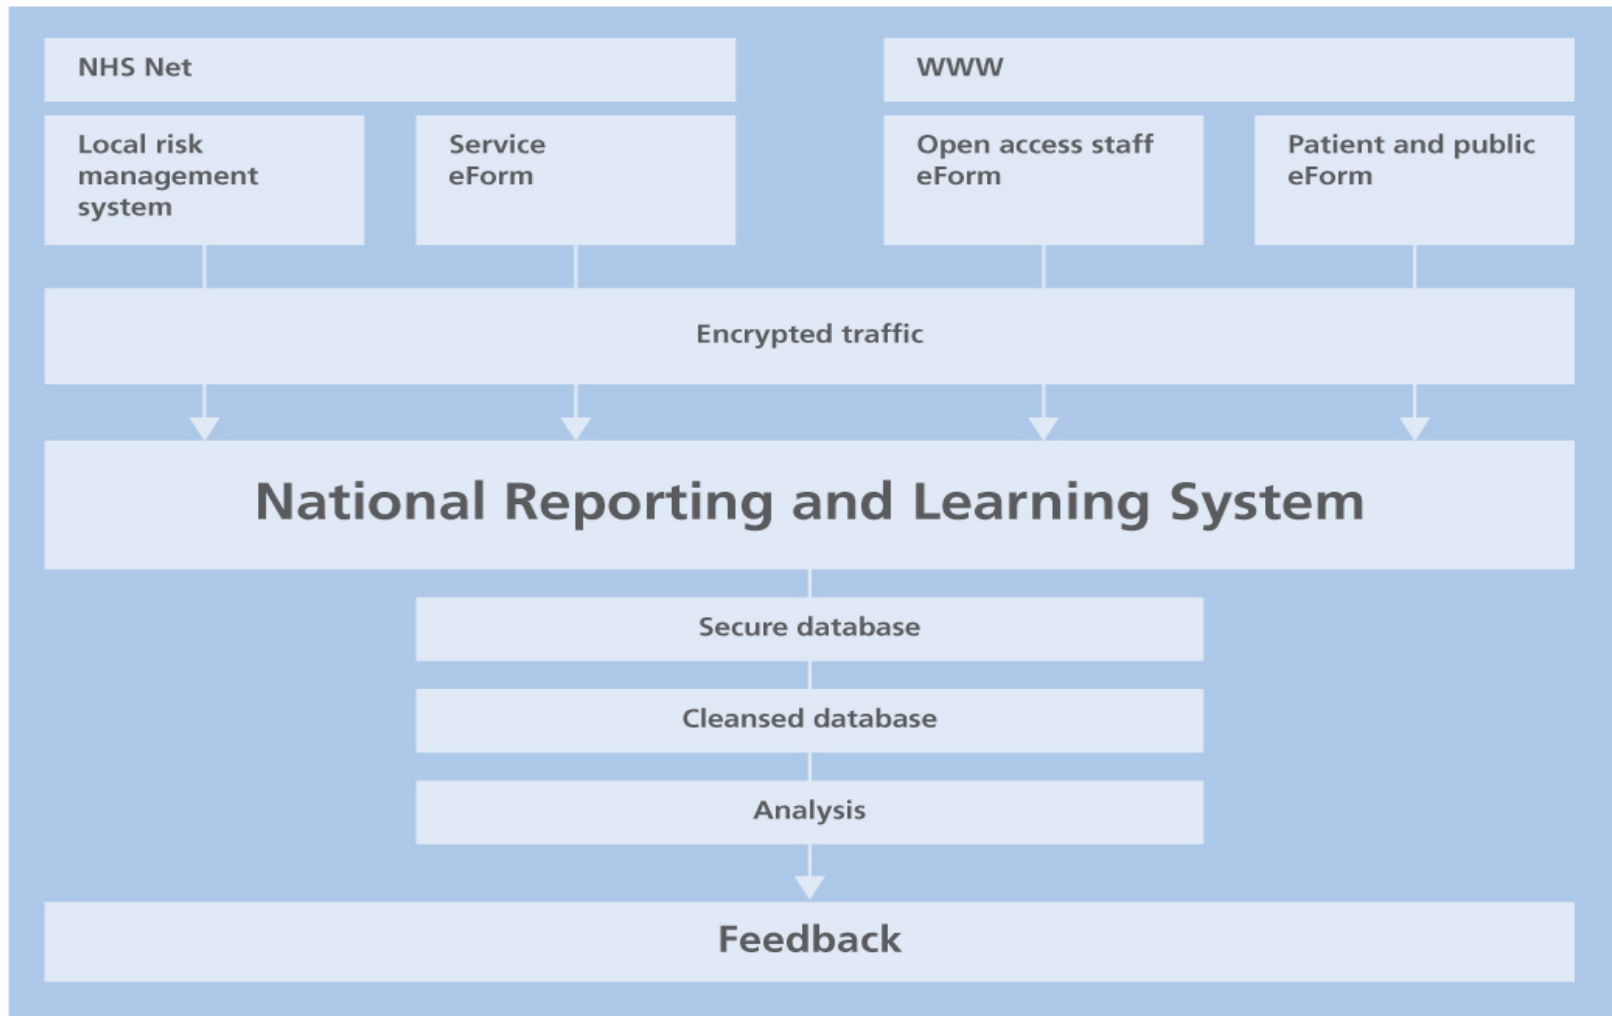 NHS Net
WWW
Local risk
management
system
Service
eForm
Open access staff
eForm
Patient and public
eForm
Encrypted traffic
National Reporting and Learning System
Secure database
Cleansed database
Analysis
Feedback